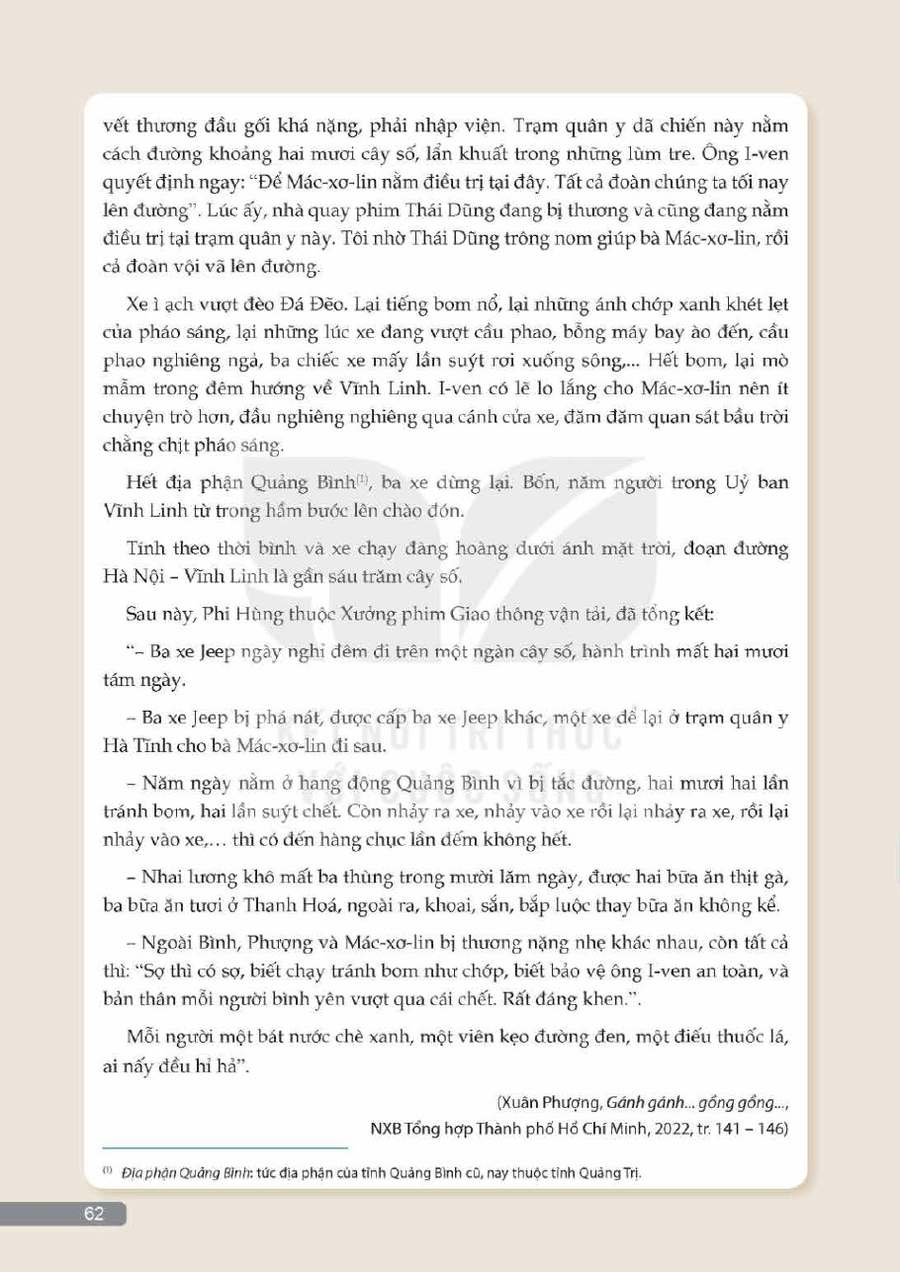 vết thương đầu gối khá nặng, phải nhập viện. Trạm quân y dã chiến này nằm
cách đường khoảng hai mươi cây số, lẩn khuất trong những lùm tre. Ông I-ven
quyết định ngay: “Để Mác-xơ-lin nằm điều trị tại đây. Tất cả đoàn chúng ta tối nay
lên đường”. Lúc ấy, nhà quay phim Thái Dũng đang bị thương và cũng đang nằm
điều trị tại trạm quân y này. Tôi nhờ Thái Dũng trông nom giúp bà Mác-xơ-lin, rồi
cả đoàn vội vã lên đường.
Xe ì ạch vượt đèo Đá Đẽo. Lại tiếng bom nổ, lại những ánh chớp xanh khét lẹt
của pháo sáng, lại những lúc xe đang vượt cầu phao, bỗng máy bay ào đến, cầu
phao nghiêng ngả, ba chiếc xe mấy lần suýt rơi xuống sông,... Hết bom, lại mò
mẫm trong đêm hướng về Vĩnh Linh. I-ven có lẽ lo lắng cho Mác-xơ-lin nên ít
chuyện trò hơn, đầu nghiêng nghiêng qua cánh cửa xe, đăm đăm quan sát bầu trời
chằng chịt pháo sáng.
Hết địa phận Quảng Bình(1), ba xe dừng lại. Bốn, năm người trong Uỷ ban
Vĩnh Linh từ trong hầm bước lên chào đón.
Tính theo thời bình và xe chạy đàng hoàng dưới ánh mặt trời, đoạn đường
Hà Nội – Vĩnh Linh là gần sáu trăm cây số.
Sau này, Phi Hùng thuộc Xưởng phim Giao thông vận tải, đã tổng kết:
“– Ba xe Jeep ngày nghỉ đêm đi trên một ngàn cây số, hành trình mất hai mươi
tám ngày.
– Ba xe Jeep bị phá nát, được cấp ba xe Jeep khác, một xe để lại ở trạm quân y
Hà Tĩnh cho bà Mác-xơ-lin đi sau.
– Năm ngày nằm ở hang động Quảng Bình vì bị tắc đường, hai mươi hai lần
tránh bom, hai lần suýt chết. Còn nhảy ra xe, nhảy vào xe rồi lại nhảy ra xe, rồi lại
nhảy vào xe,... thì có đến hàng chục lần đếm không hết.
– Nhai lương khô mất ba thùng trong mười lăm ngày, được hai bữa ăn thịt gà,
ba bữa ăn tươi ở Thanh Hoá, ngoài ra, khoai, sắn, bắp luộc thay bữa ăn không kể.
– Ngoài Bình, Phượng và Mác-xơ-lin bị thương nặng nhẹ khác nhau, còn tất cả
thì: “Sợ thì có sợ, biết chạy tránh bom như chớp, biết bảo vệ ông I-ven an toàn, và
bản thân mỗi người bình yên vượt qua cái chết. Rất đáng khen.”.
Mỗi người một bát nước chè xanh, một viên kẹo đường đen, một điếu thuốc lá,
ai nấy đều hỉ hả”.
(Xuân Phượng, Gánh gánh... gồng gồng...,
NXB Tổng hợp Thành phố Hồ Chí Minh, 2022, tr. 141 – 146)
(1) Địa phận Quảng Bình: tức địa phận của tỉnh Quảng Bình cũ, nay thuộc tỉnh Quảng Trị.
62
KẾT NỐI TRI THỨC
VỚI CUỘC SỐNG